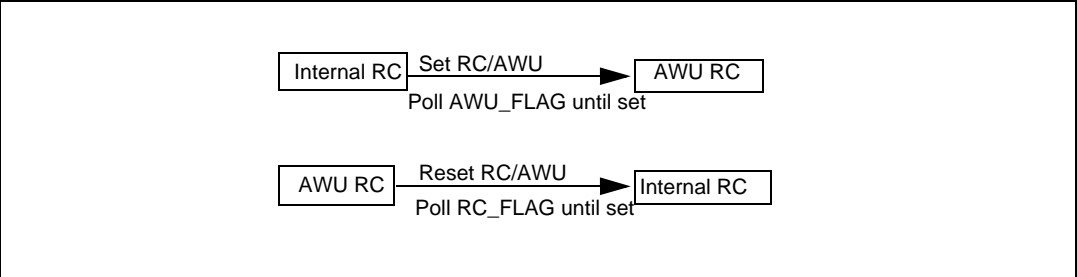 Internal RC
Set RC/AWU
AWU RC
Poll AWU_FLAG until set
AWU RC
Reset RC/AWU
Internal RC
Poll RC_FLAG until set